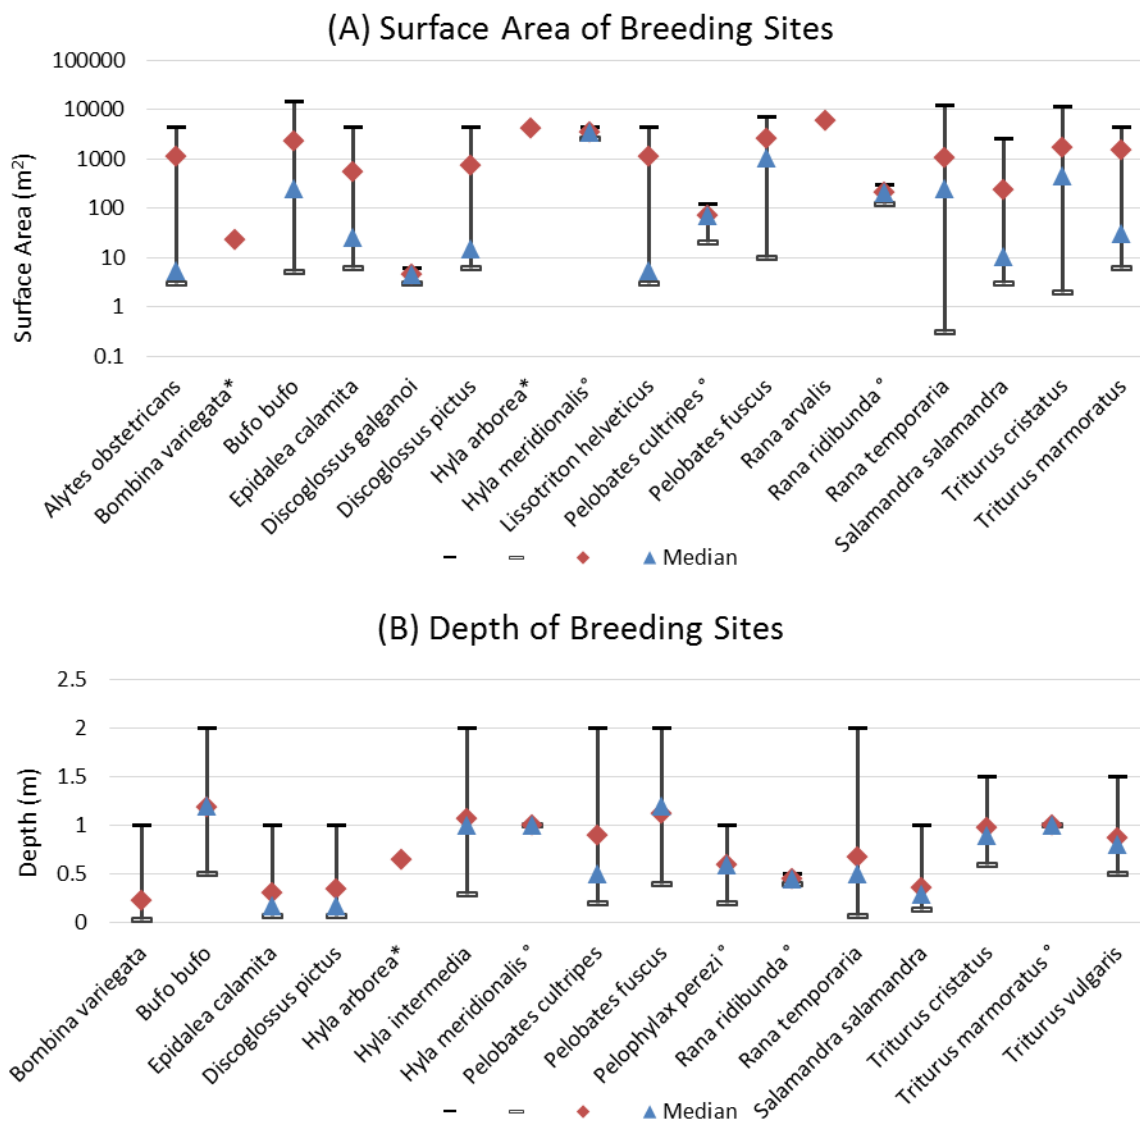 (A) Surface Area of Breeding Sites
Surface Area (m²)
100000
10000
1000
100
10
1
0.1
Alytes obstetricans
Bombina variegata*
Bufo bufo
Epidalea calamita
Discoglossus galganoi
Discoglossus pictus
Hyla arborea*
Hyla meridionalis°
Lissotriton helveticus
Pelobates cultripes°
Pelobates fuscus
Rana arvalis
Rana ridibunda°
Rana temporaria
Salamandra salamandra
Triturus cristatus
Triturus marmoratus
Median
(B) Depth of Breeding Sites
Depth (m)
2.5
2
1.5
1
0.5
0
Bombina variegata
Bufo bufo
Epidalea calamita
Discoglossus pictus
Hyla arborea*
Hyla intermedia
Hyla meridionalis°
Pelobates cultripes
Pelobates fuscus
Pelophylax perezi°
Rana ridibunda°
Rana temporaria
Salamandra salamandra
Triturus cristatus
Triturus marmoratus°
Triturus vulgaris
Median